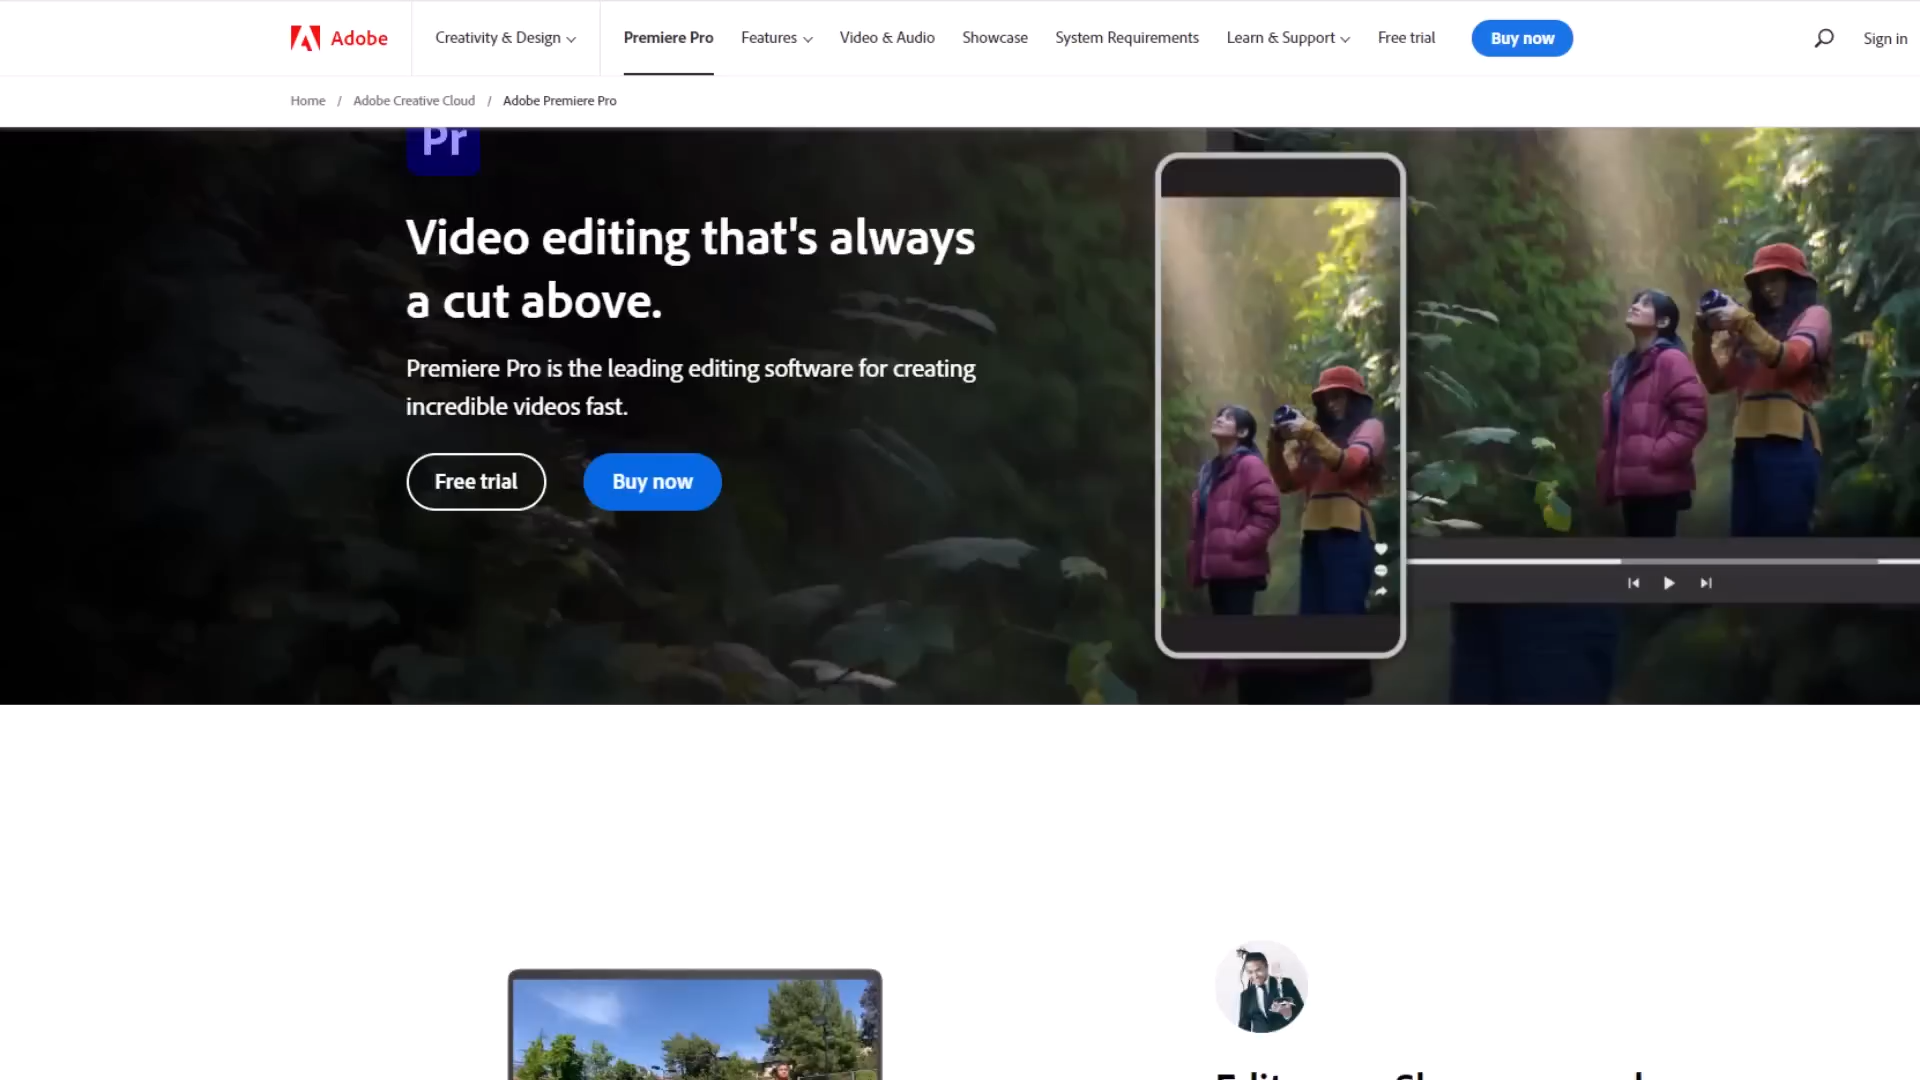 Adobe
Creativity & Design
Premiere Pro
Features
Video & Audio
Showcase
System Requirements
Learn & Support
Free trial
Buy now
Sign in
Home / Adobe Creative Cloud / Adobe Premiere Pro
Pr
Video editing that's always
a cut above.
Premiere Pro is the leading editing software for creating
incredible videos fast.
Free trial
Buy now